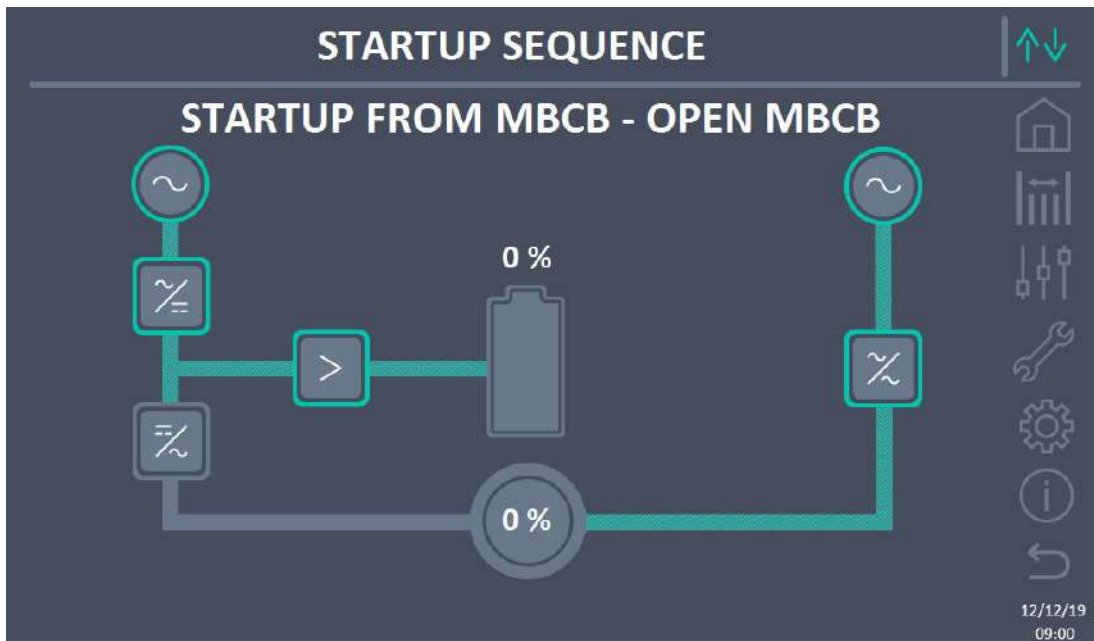 STARTUP SEQUENCE
STARTUP FROM MBCB - OPEN MBCB
0 %
0 %
12/12/19
09:00